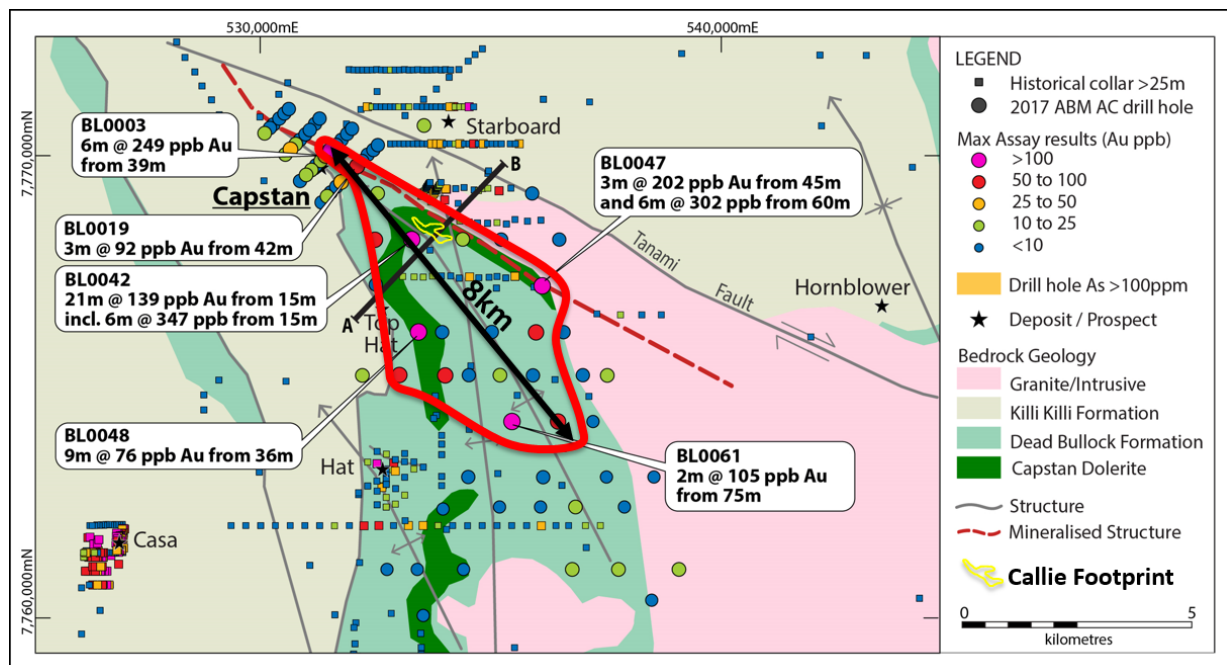 530,000mE
540,000mE
7,770,000mN
7,760,000mN
BL0003
6m @ 249 ppb Au
from 39m
Starboard
B
BL0047
3m @ 202 ppb Au from 45m
and 6m @ 302 ppb from 60m
Capstan
BL0019
3m @ 92 ppb Au from 42m
BL0042
21m @ 139 ppb Au from 15m
incl. 6m @ 347 ppb from 15m
A
Top
Hat
8km
Tanami
Fault
Hornblower
BL0048
9m @ 76 ppb Au from 36m
Hat
BL0061
2m @ 105 ppb Au
from 75m
Casa
LEGEND
Historical collar >25m
2017 ABM AC drill hole
Max Assay results (Au ppb)
>100
50 to 100
25 to 50
10 to 25
<10
Drill hole As >100ppm
Deposit / Prospect
Bedrock Geology
Granite/Intrusive
Killi Killi Formation
Dead Bullock Formation
Capstan Dolerite
Structure
Mineralised Structure
Callie Footprint
0 5
kilometres